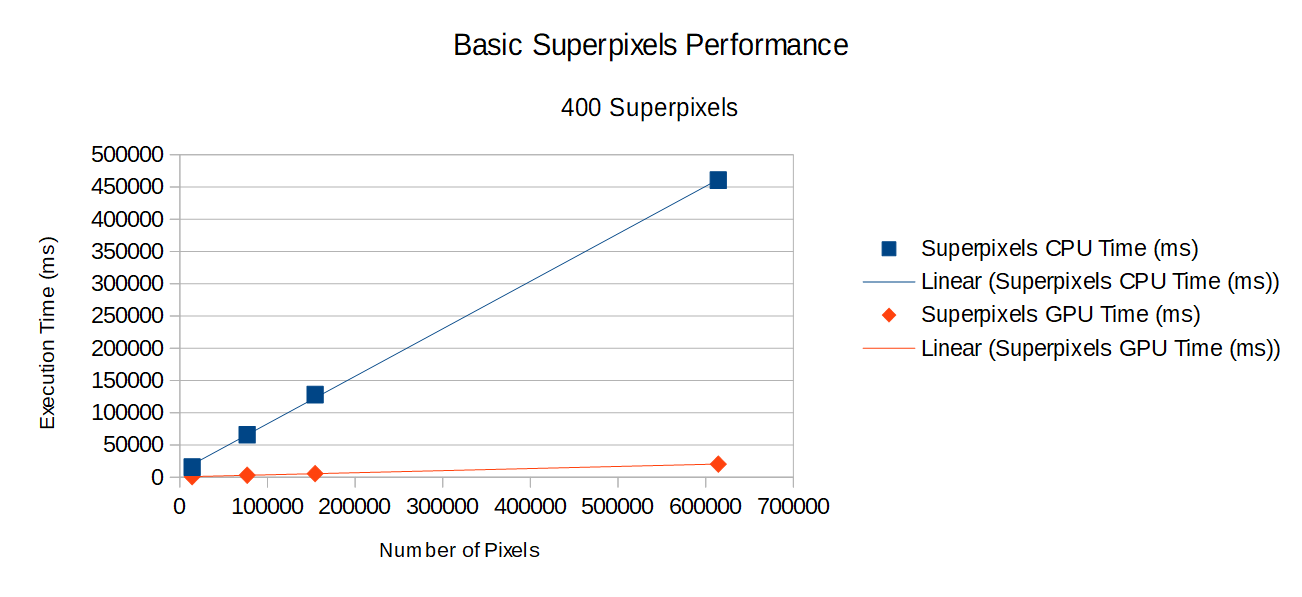 Basic Superpixels Performance
400 Superpixels
500000
450000
400000
350000
300000
250000
200000
150000
100000
50000
0
Execution Time (ms)
0 100000 200000 300000 400000 500000 600000 700000
Number of Pixels
Superpixels CPU Time (ms)
Linear (Superpixels CPU Time (ms))
Superpixels GPU Time (ms)
Linear (Superpixels GPU Time (ms))